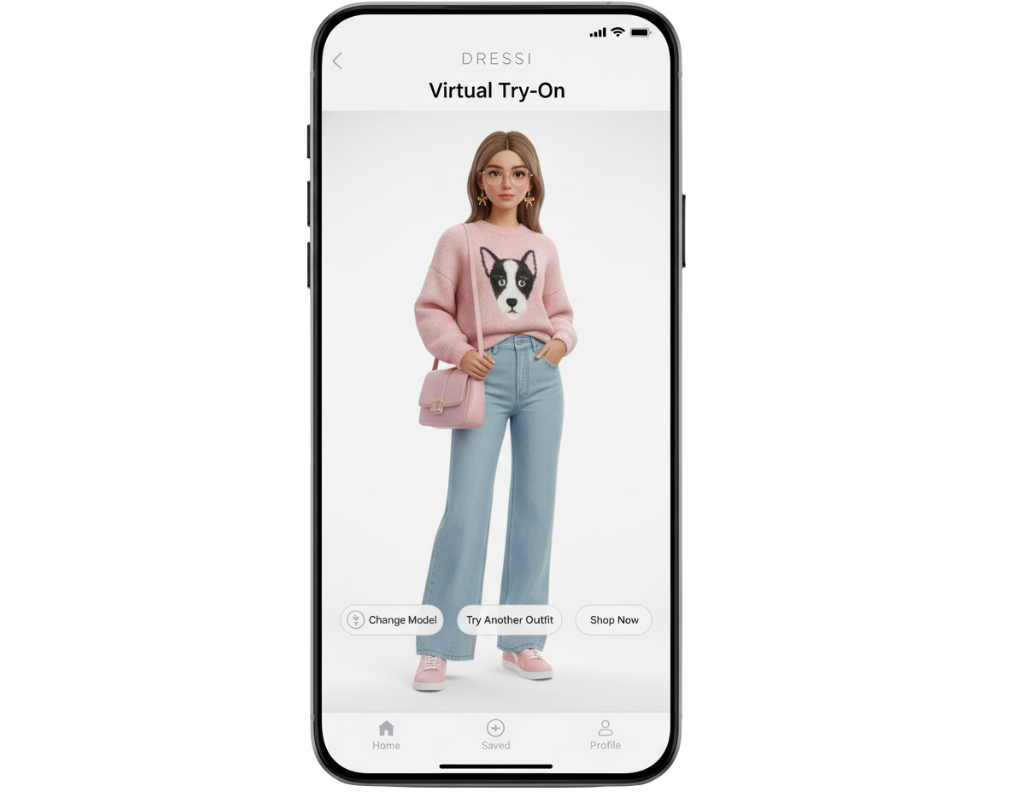 DRESSI
Virtual Try-On
Change Model
Try Another Outfit
Shop Now
Home
Saved
Profile